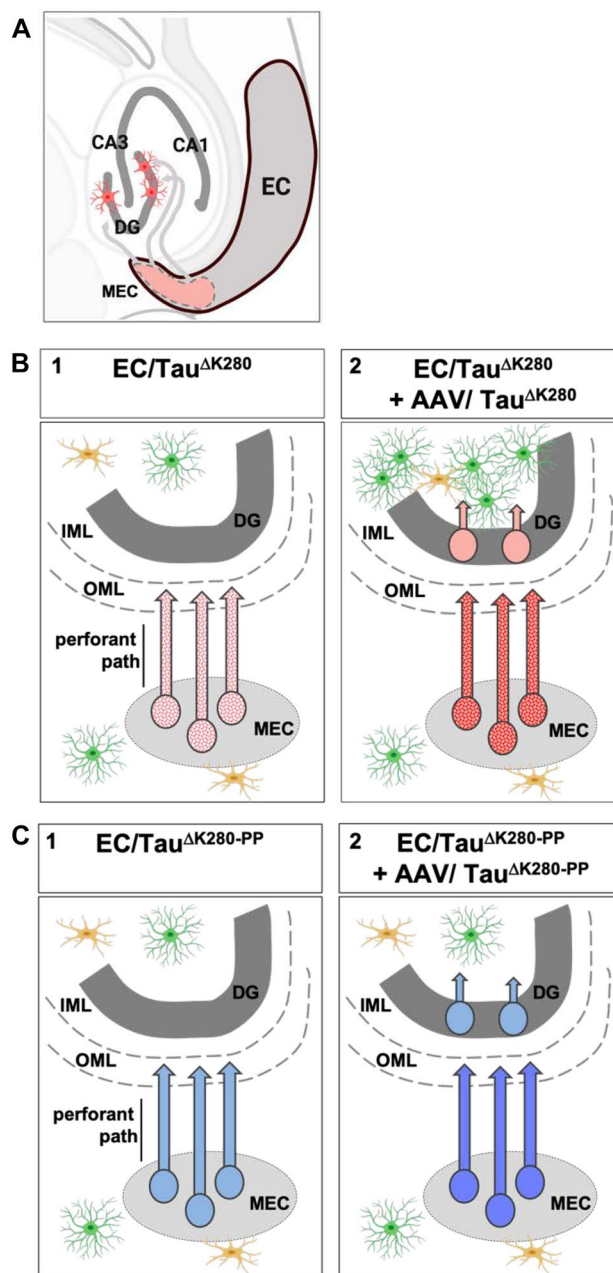 A
CA3
CA1
EC
DG
MEC
B
1 EC/Tau^ΔK280
2 EC/Tau^ΔK280
+ AAV/ Tau^ΔK280
IML
DG
OML
perforant
path
MEC
IML
DG
OML
MEC
C
1 EC/Tau^ΔK280-PP
2 EC/Tau^ΔK280-PP
+ AAV/ Tau^ΔK280-PP
IML
DG
OML
perforant
path
MEC
IML
DG
OML
MEC